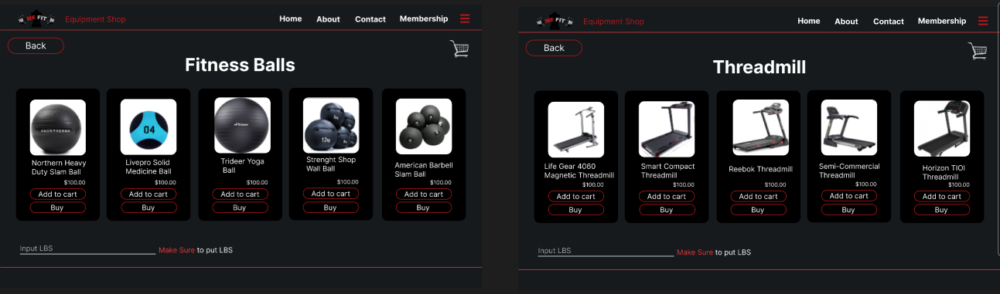 WE FIT
Equipment Shop
Home
About
Contact
Membership
Back
Fitness Balls
NORTHERN
04
Trideer
12kg
Northern Heavy
Duty Slam Ball
$100.00
Add to cart
Buy
Livepro Solid
Medicine Ball
$100.00
Add to cart
Buy
Trideer Yoga
Ball
$100.00
Add to cart
Buy
Strenght Shop
Wall Ball
$100.00
Add to cart
Buy
American Barbell
Slam Ball
$100.00
Add to cart
Buy
Input LBS
Make Sure to put LBS
WE FIT
Equipment Shop
Home
About
Contact
Membership
Back
Threadmill
Life Gear 4060
Magnetic Threadmill
$100.00
Add to cart
Buy
Smart Compact
Threadmill
$100.00
Add to cart
Buy
Reebok Threadmill
$100.00
Add to cart
Buy
Semi-Commercial
Threadmill
$100.00
Add to cart
Buy
Horizon TIOI
Threadmill
$100.00
Add to cart
Buy
Input LBS
Make Sure to put LBS